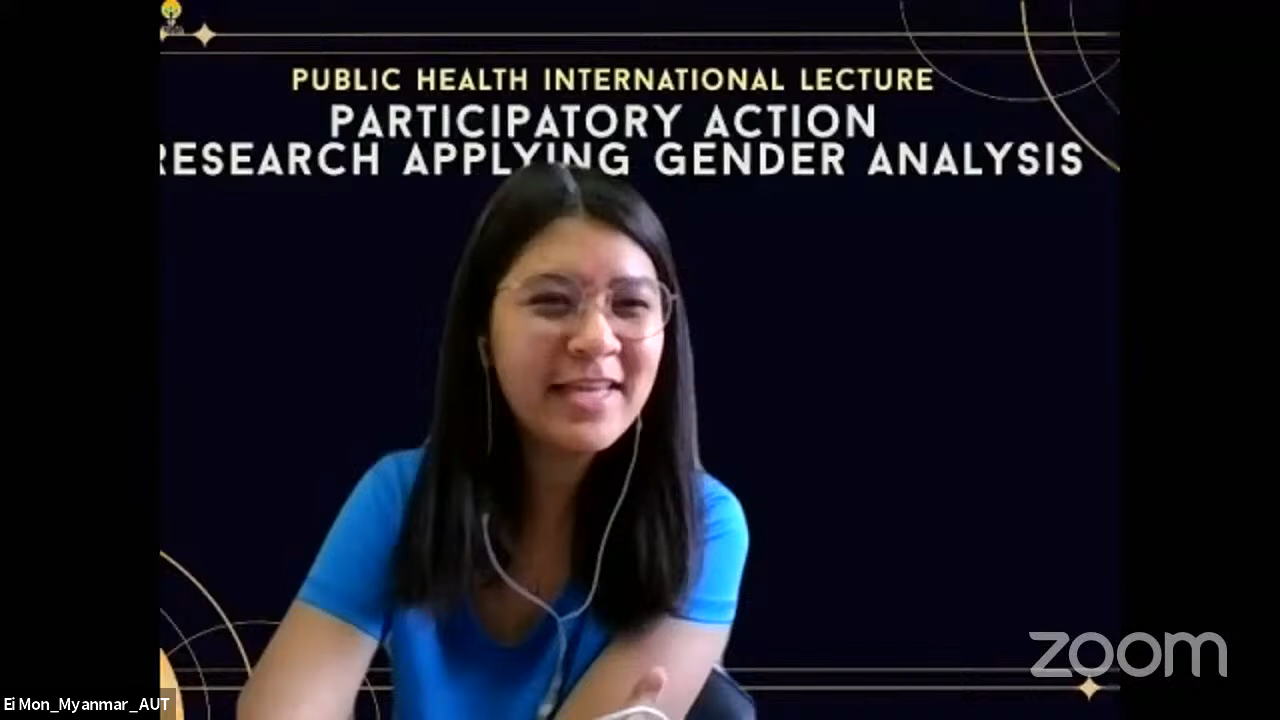 PUBLIC HEALTH INTERNATIONAL LECTURE
PARTICIPATORY ACTION
RESEARCH APPLYING GENDER ANALYSIS
zoom
Ei Mon_Myanmar_AUT